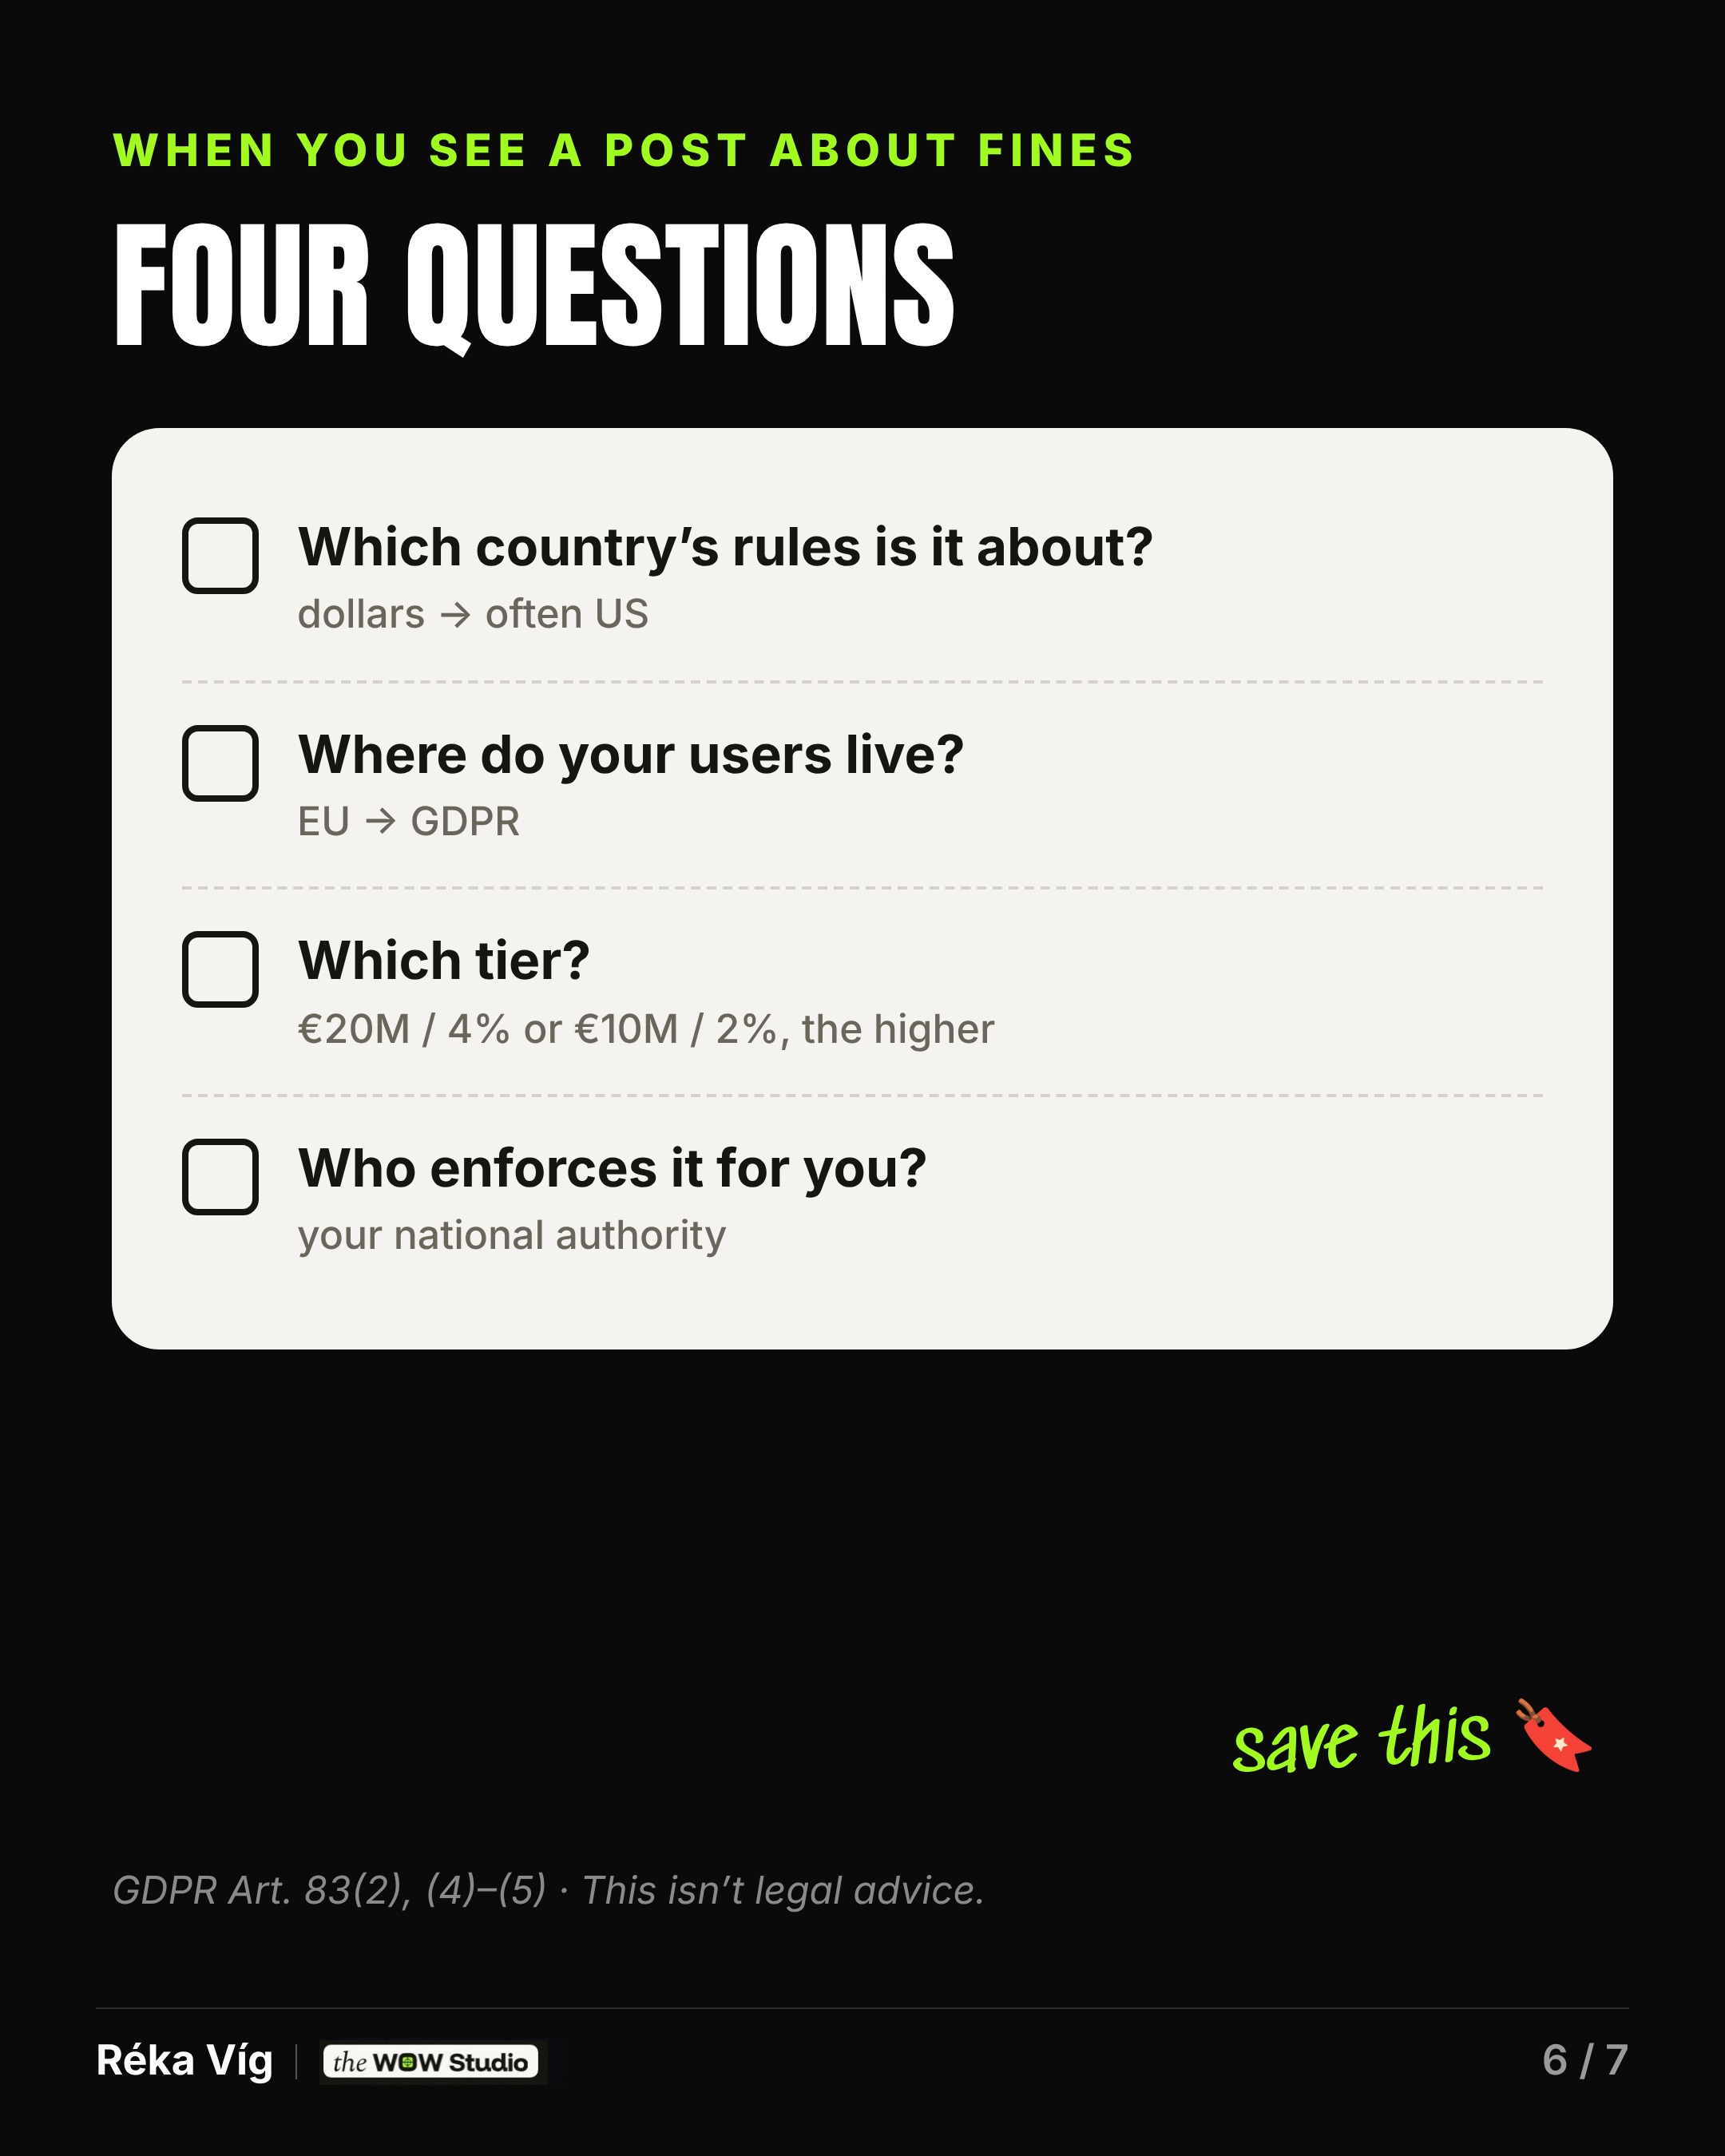 WHEN YOU SEE A POST ABOUT FINES
FOUR QUESTIONS
Which country’s rules is it about?
dollars → often US
Where do your users live?
EU → GDPR
Which tier?
€20M / 4% or €10M / 2%, the higher
Who enforces it for you?
your national authority
save this
GDPR Art. 83(2), (4)–(5) · This isn’t legal advice.
Réka Víg | the WOW Studio
6 / 7